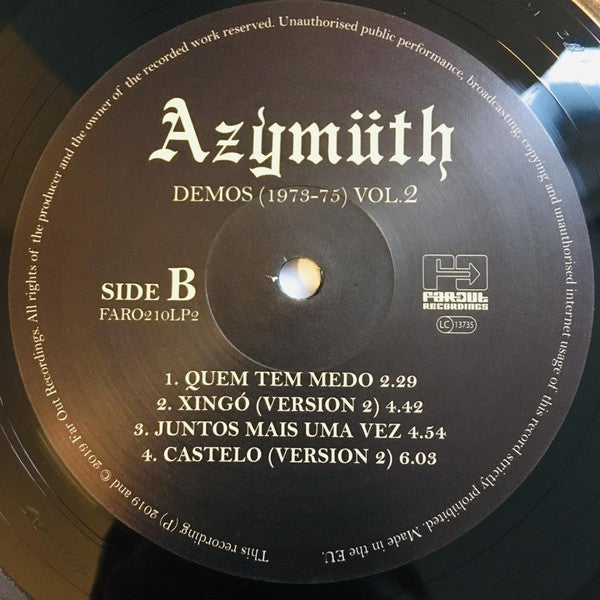 Azymüth
DEMOS (1973-75) VOL.2
SIDE B
FARO210LP2
FAROUT
RECORDINGS
LC 13735
1. QUEM TEM MEDO 2.29
2. XINGÓ (VERSION 2) 4.42
3. JUNTOS MAIS UMA VEZ 4.54
4. CASTELO (VERSION 2) 6.03
This recording (P) 2019 and © 2019 Far Out Recordings. All rights of the producer and the owner of the recorded work reserved. Unauthorised public performance, broadcasting, copying and unauthorised internet usage of this record strictly prohibited. Made in the EU.